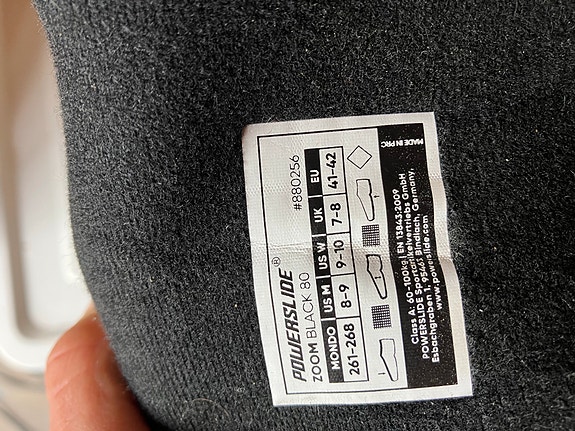 POWERSLIDE®
ZOOM BLACK 80 #880256
MONDO US M US W UK EU
261-268 8-9 9-10 7-8 41-42
Class A: 60-100kg | EN 13843:2009
POWERSLIDE Sportartikelvertriebs GmbH
Esbachgraben 1, 95463 Bindlach, Germany,
www.powerslide.com
MADE IN PRC